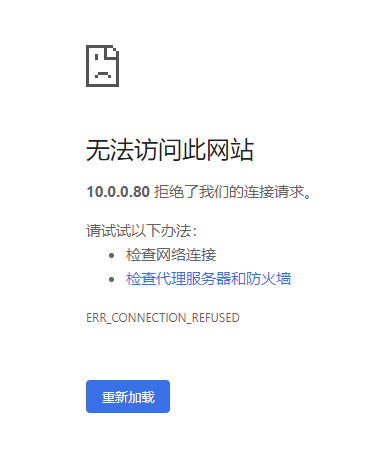 无法访问此网站
10.0.0.80 拒绝了我们的连接请求。
请试试以下办法：
检查网络连接
检查代理服务器和防火墙
ERR_CONNECTION_REFUSED
重新加载